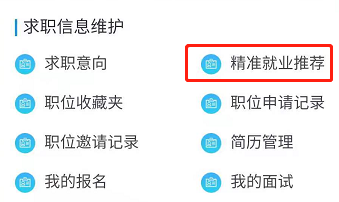 求职信息维护
求职意向 精准就业推荐
职位收藏夹 职位申请记录
职位邀请记录 简历管理
我的报名 我的面试